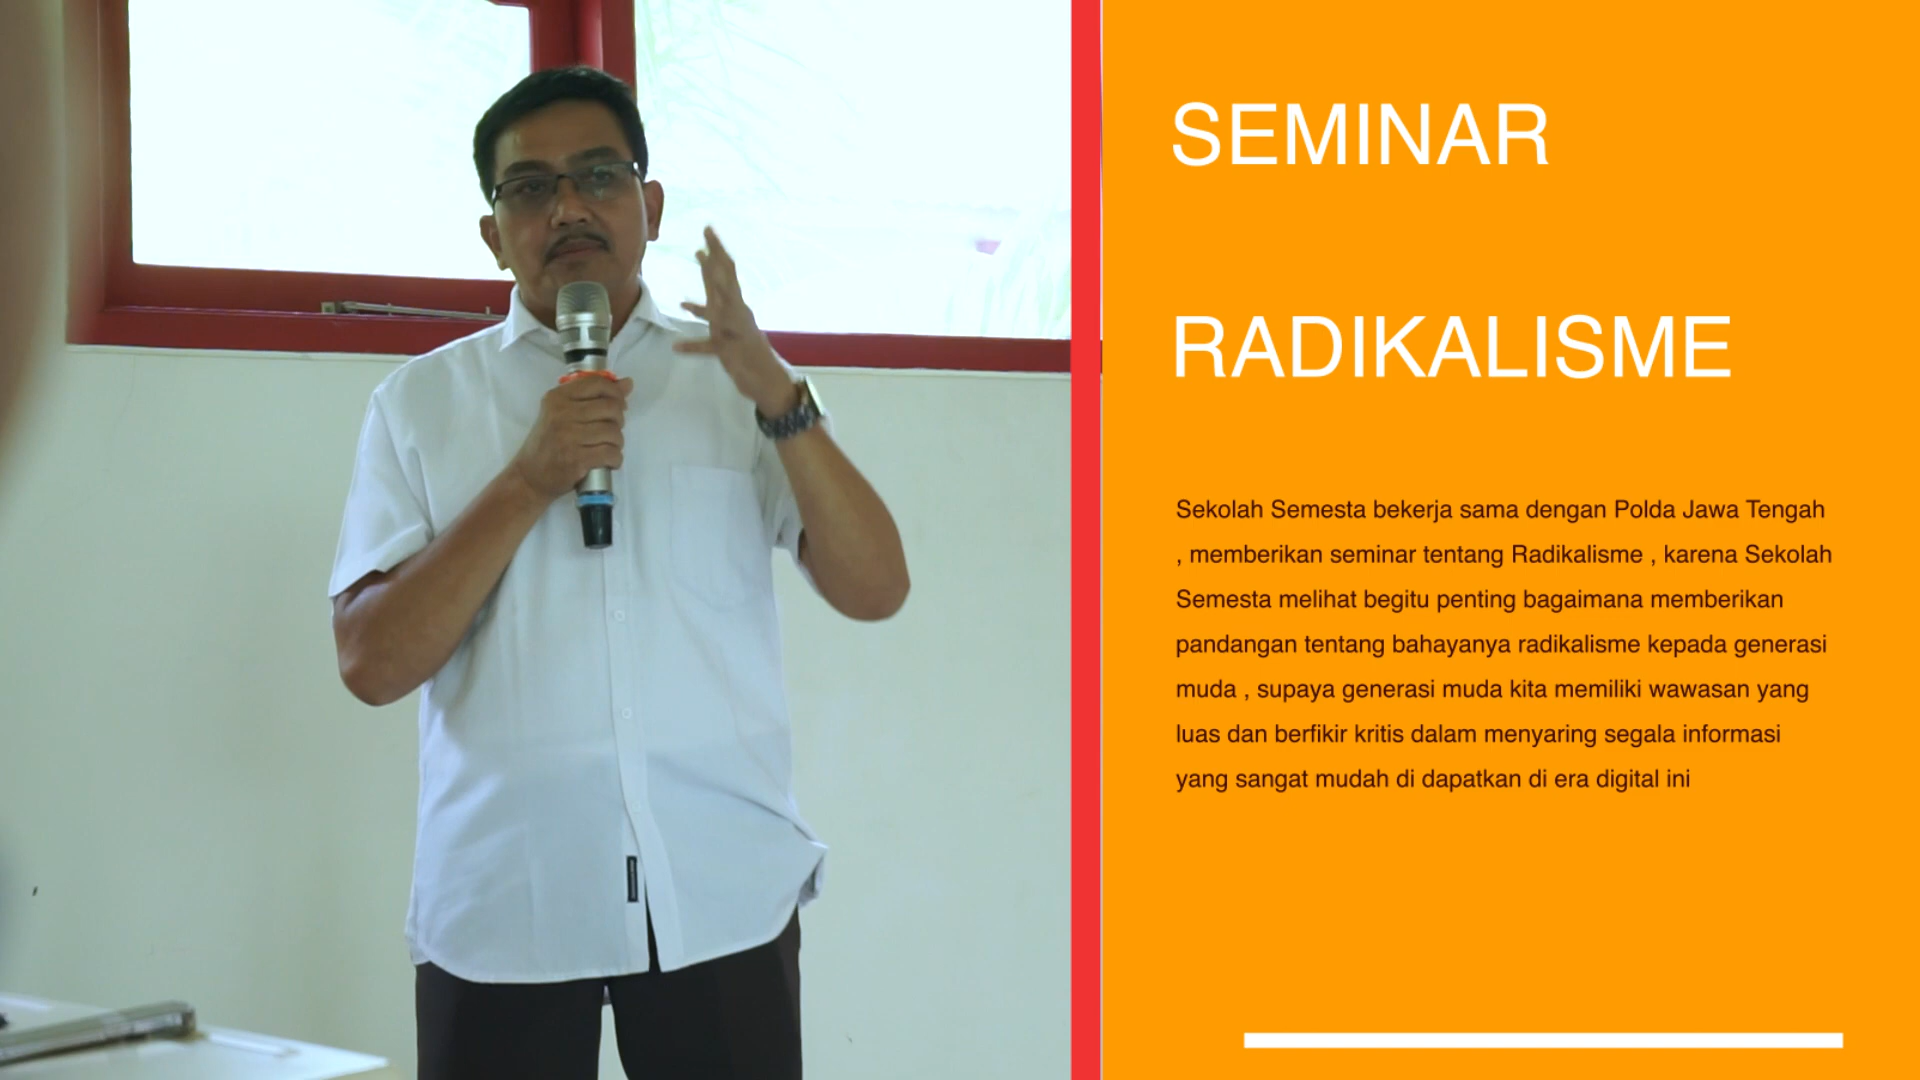 SEMINAR
RADIKALISME
Sekolah Semesta bekerja sama dengan Polda Jawa Tengah
, memberikan seminar tentang Radikalisme , karena Sekolah
Semesta melihat begitu penting bagaimana memberikan
pandangan tentang bahayanya radikalisme kepada generasi
muda , supaya generasi muda kita memiliki wawasan yang
luas dan berfikir kritis dalam menyaring segala informasi
yang sangat mudah di dapatkan di era digital ini